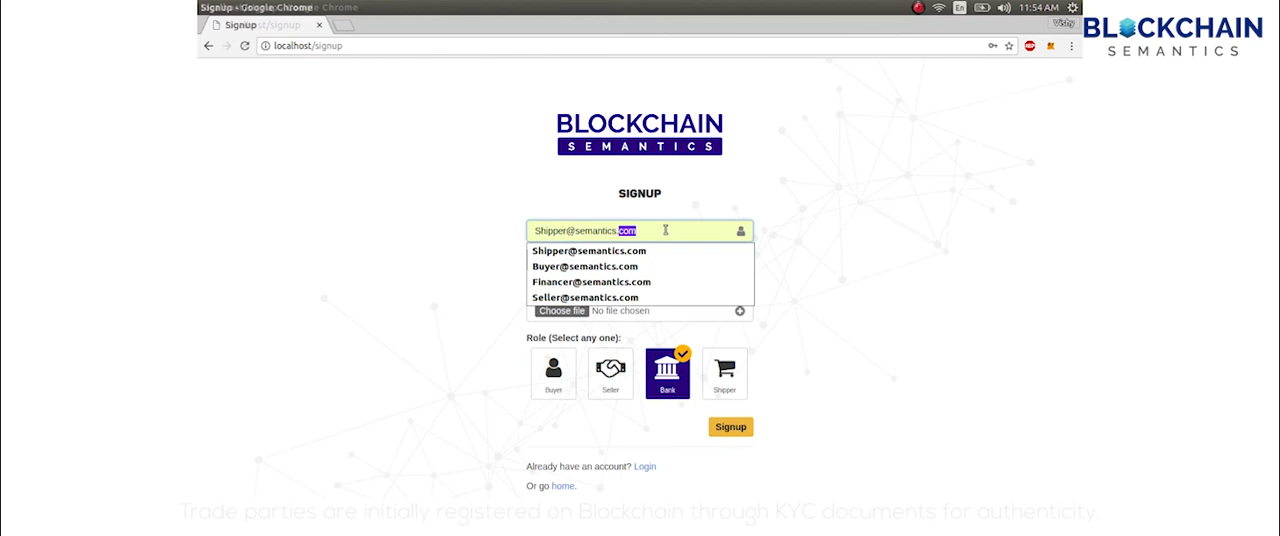 Signup - Google Chrome
En
11:54 AM
Signup
Vishy
localhost/signup
ABP
BLOCKCHAIN
SEMANTICS
BLOCKCHAIN
SEMANTICS
SIGNUP
Shipper@semantics.com
Shipper@semantics.com
Buyer@semantics.com
Financer@semantics.com
Seller@semantics.com
Choose file No file chosen
Role (Select any one):
Buyer
Seller
Bank
Shipper
Signup
Already have an account? Login
Or go home.
Trade parties are initially registered on Blockchain through KYC documents for authenticity.